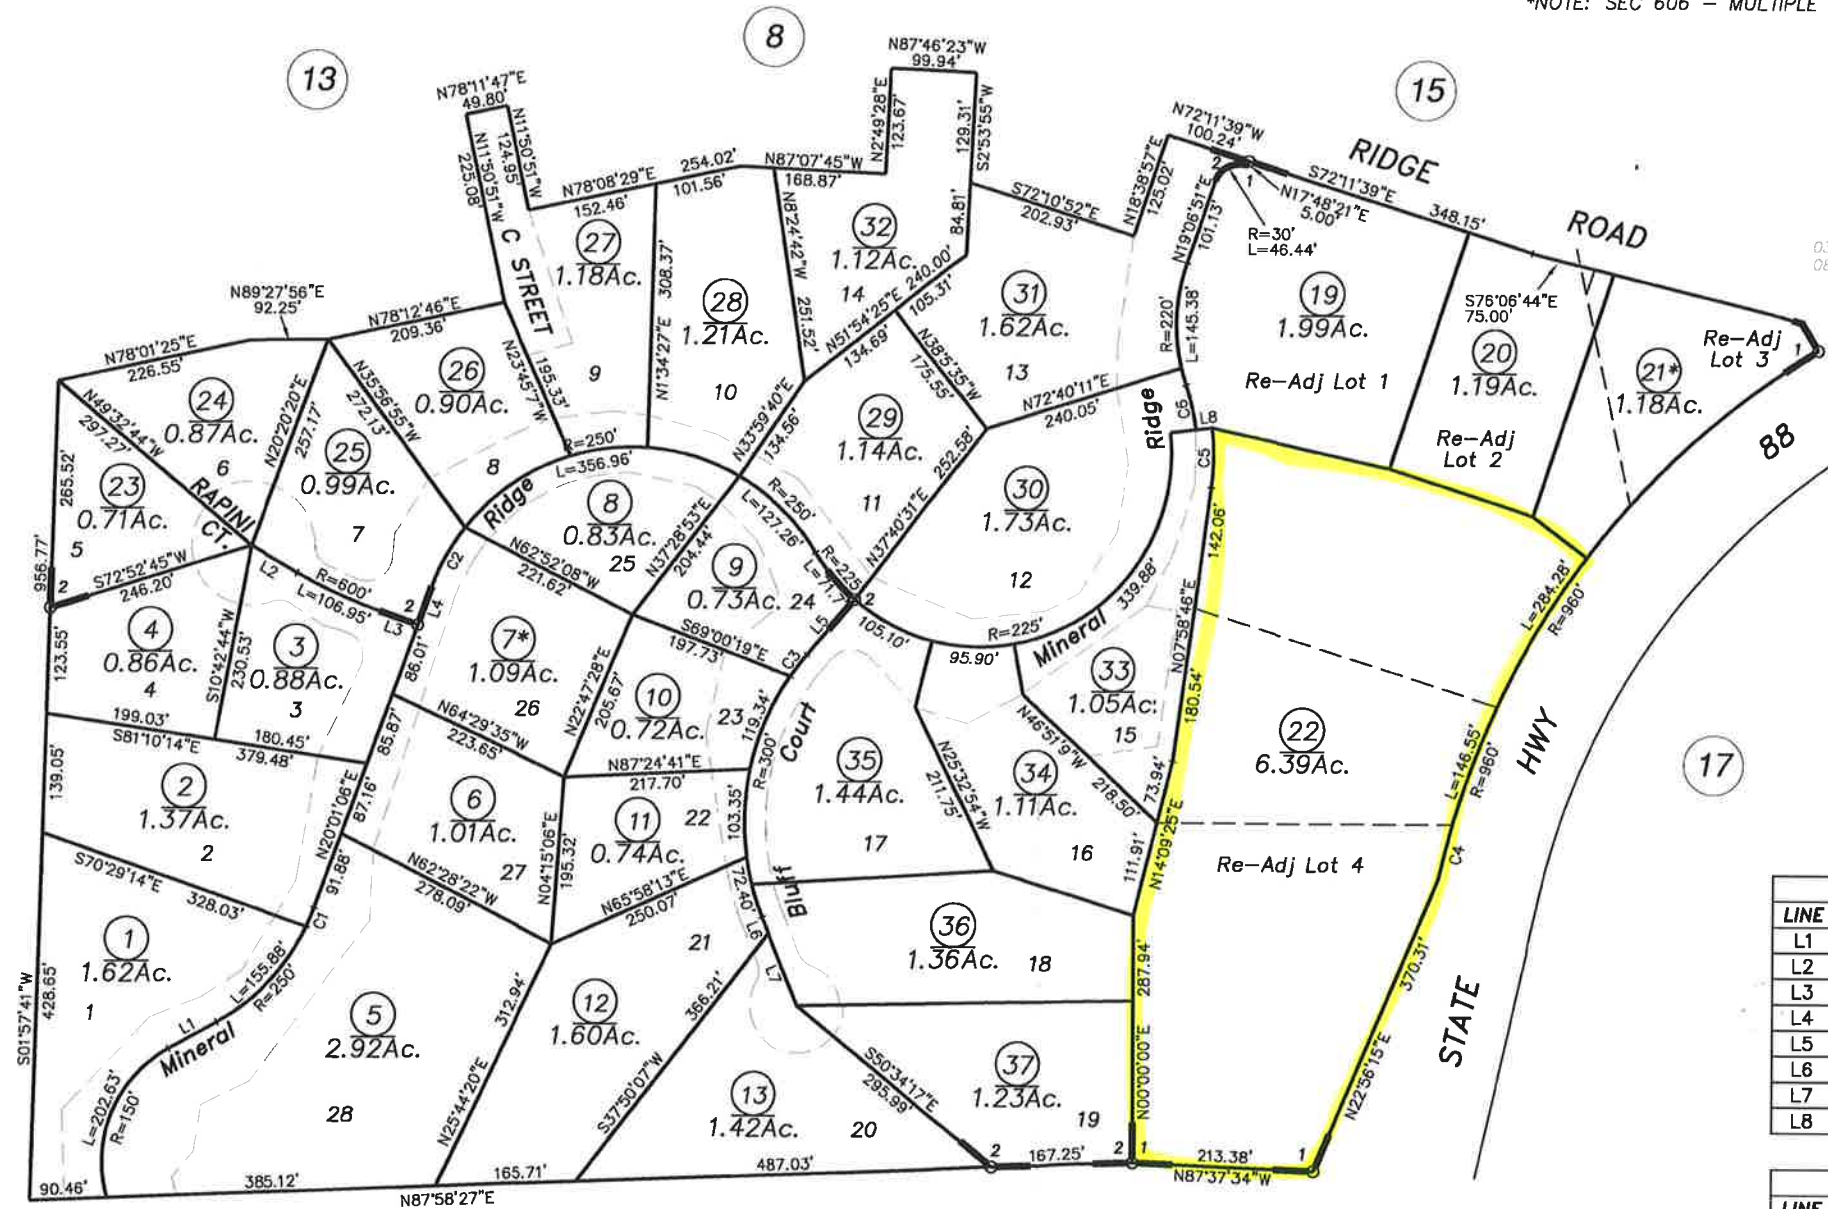 *NOTE: SEC 606 – MULTIPLE
13
8
15
17
N78°11'47"E
49.80'
N11°50'51"W
124.95'
N11°50'51"W
225.08'
C STREET
N87°46'23"W
99.94'
N2°49'28"E
123.67'
129.31'
S2°53'55"W
84.81'
N72°11'39"W
100.24'
RIDGE
ROAD
S72°11'39"E
348.15'
N17°48'21"E
5.00'
R=30'
L=46.44'
N18°38'57"E
125.02'
N19°06'51"E
101.13'
S72°10'52"E
202.93'
N78°08'29"E
152.46'
254.02'
101.56'
N87°07'45"W
168.87'
N8°24'42"W
251.52'
27
1.18Ac.
9
308.37'
N1°34'27"E
28
1.21Ac.
10
32
1.12Ac.
14
240.00'
N51°54'25"E
105.31'
134.69'
31
1.62Ac.
13
N38°5'35"W
175.55'
R=220'
L=145.38'
19
1.99Ac.
Re-Adj Lot 1
S76°06'44"E
75.00'
20
1.19Ac.
Re-Adj
Lot 2
21*
1.18Ac.
Re-Adj
Lot 3
1
88
N89°27'56"E
92.25'
N78°01'25"E
226.55'
N78°12'46"E
209.36'
24
0.87Ac.
6
N49°32'44"W
297.27'
N20°20'20"E
257.17'
N35°56'55"W
272.13'
26
0.90Ac.
8
N23°45'7"W
195.33'
25
0.99Ac.
7
23
0.71Ac.
5
265.52'
956.77'
RAPINI
CT.
S72°52'45"W
246.20'
L2
R=600'
L=106.95'
L3
L4
C2
Ridge
R=250'
L=356.96'
8
0.83Ac.
25
N62°52'08"W
221.62'
N37°28'53"E
204.44'
N33°59'40"E
134.56'
R=250'
L=127.26'
R=225
L=71.7
29
1.14Ac.
11
252.58'
N37°40'31"E
N72°40'11"E
240.05'
Ridge
C6
L8
C5
30
1.73Ac.
12
339.88'
R=225'
Mineral
105.10'
95.90'
9
0.73Ac.
24
L5
C3
S69°00'19"E
197.73'
4
0.86Ac.
4
123.55'
S10°42'44"W
230.53'
3
0.88Ac.
3
199.03'
S81°10'14"E
180.45'
379.48'
139.05'
2
1.37Ac.
2
S70°29'14"E
328.03'
86.01'
85.87'
87.16'
N20°01'06"E
91.88'
C1
7*
1.09Ac.
26
N64°29'35"W
223.65'
N22°47'28"E
205.67'
10
0.72Ac.
23
N87°24'41"E
217.70'
119.34'
R=300'
Court
103.35'
6
1.01Ac.
27
N62°28'22"W
278.09'
N04°15'06"E
195.32'
11
0.74Ac.
22
N65°58'13"E
250.07'
72.40'
Bluff
L6
L7
35
1.44Ac.
17
N25°32'54"W
211.75'
34
1.11Ac.
16
N46°51'9"W
218.50'
33
1.05Ac.
15
142.06'
N07°58'46"E
180.54'
73.94'
N14°09'25"E
111.91'
22
6.39Ac.
Re-Adj Lot 4
L=284.28'
R=960'
L=146.55'
R=960'
C4
370.31'
N22°56'15"E
HWY
STATE
1
1.62Ac.
1
S01°57'41"W
428.65'
L=155.88'
R=250'
L1
Mineral
L=202.63'
R=150'
90.46'
5
2.92Ac.
28
385.12'
N87°58'27"E
312.94'
N25°44'20"E
165.71'
12
1.60Ac.
21
366.21'
S37°50'07"W
13
1.42Ac.
20
487.03'
36
1.36Ac.
18
S50°34'17"E
295.99'
37
1.23Ac.
19
287.94'
N00°00'00"E
167.25'
213.38'
N87°37'34"W
LINE
L1
L2
L3
L4
L5
L6
L7
L8
LINE